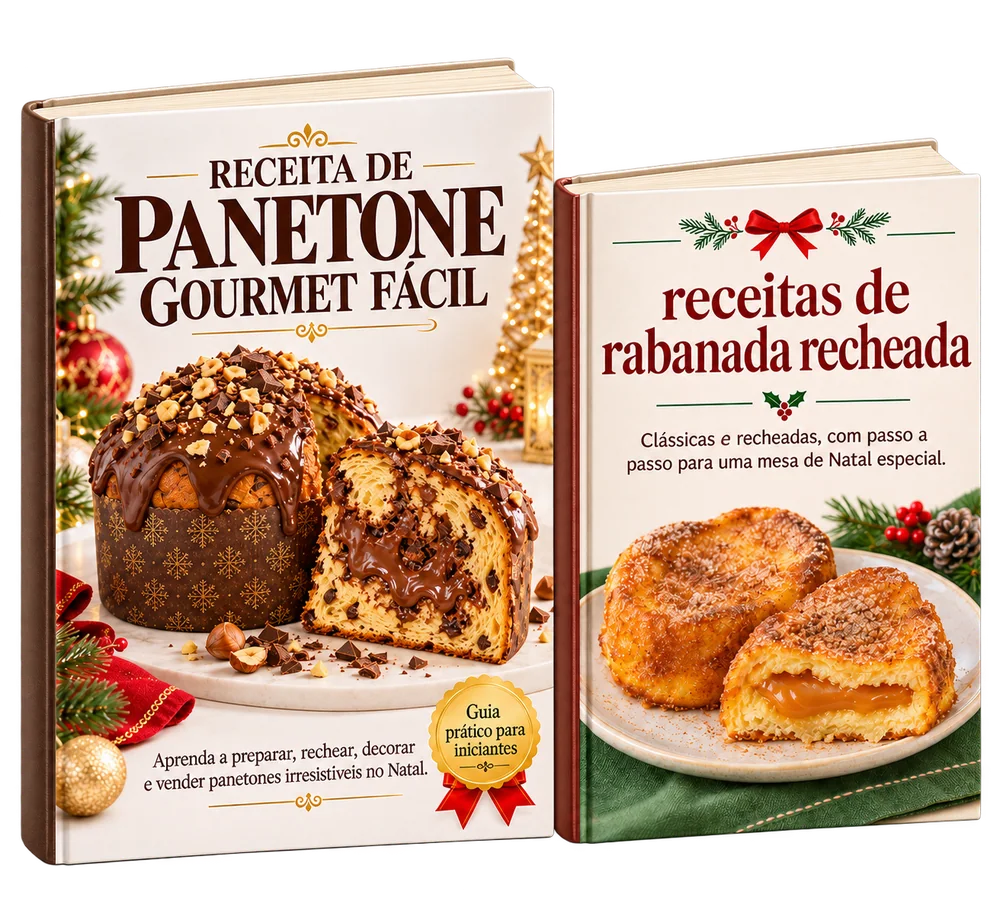 RECEITA DE
PANETONE
GOURMET FÁCIL
Aprenda a preparar, rechear, decorar
e vender panetones irresistíveis no Natal.
Guia
prático para
iniciantes
receitas de
rabanada recheada
Clássicas e recheadas, com passo a
passo para uma mesa de Natal especial.